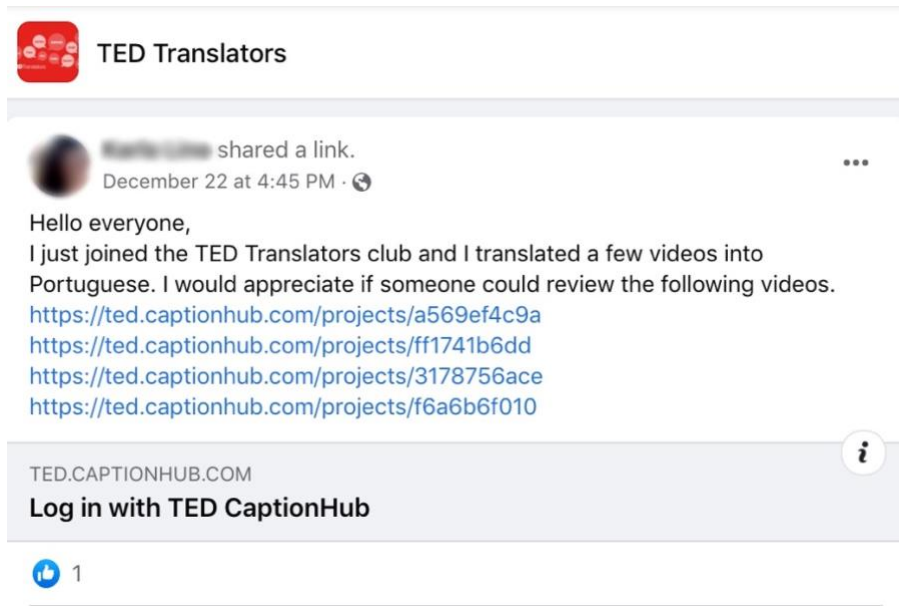 TED Translators
shared a link.
December 22 at 4:45 PM ·
Hello everyone,
I just joined the TED Translators club and I translated a few videos into
Portuguese. I would appreciate if someone could review the following videos.
https://ted.captionhub.com/projects/a569ef4c9a
https://ted.captionhub.com/projects/ff1741b6dd
https://ted.captionhub.com/projects/3178756ace
https://ted.captionhub.com/projects/f6a6b6f010
i
TED.CAPTIONHUB.COM
Log in with TED CaptionHub
1